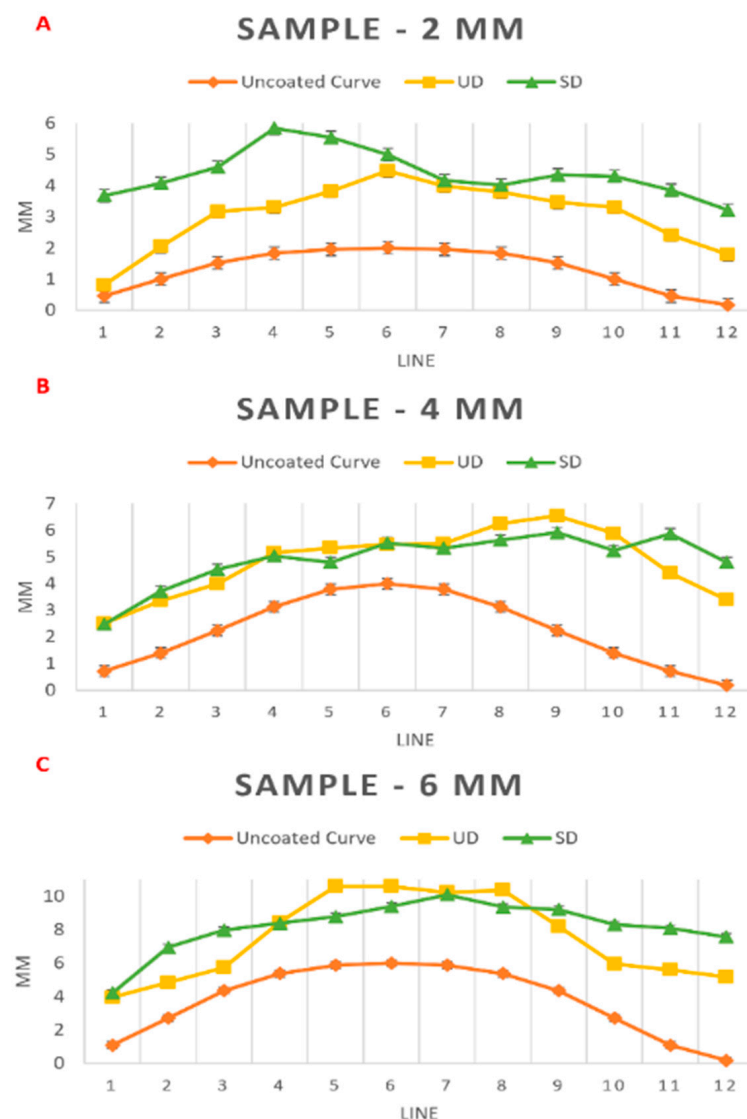 A
SAMPLE - 2 MM
Uncoated Curve UD SD
6
5
4
3
2
1
0
MM
1 2 3 4 5 6 7 8 9 10 11 12
LINE
B
SAMPLE - 4 MM
Uncoated Curve UD SD
7
6
5
4
3
2
1
0
MM
1 2 3 4 5 6 7 8 9 10 11 12
LINE
C
SAMPLE - 6 MM
Uncoated Curve UD SD
10
8
6
4
2
0
MM
1 2 3 4 5 6 7 8 9 10 11 12
LINE